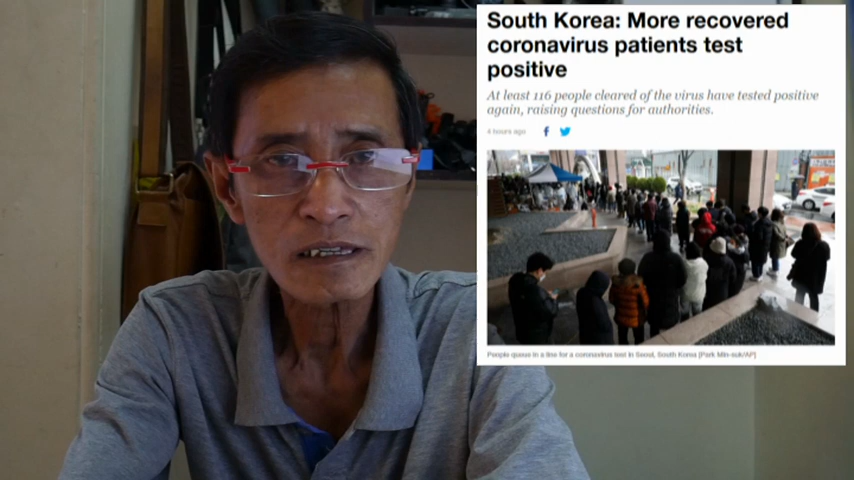 South Korea: More recovered
coronavirus patients test
positive
At least 116 people cleared of the virus have tested positive
again, raising questions for authorities.
4 hours ago
People queue in a line for a coronavirus test in Seoul, South Korea [Park Min-suk/AP]